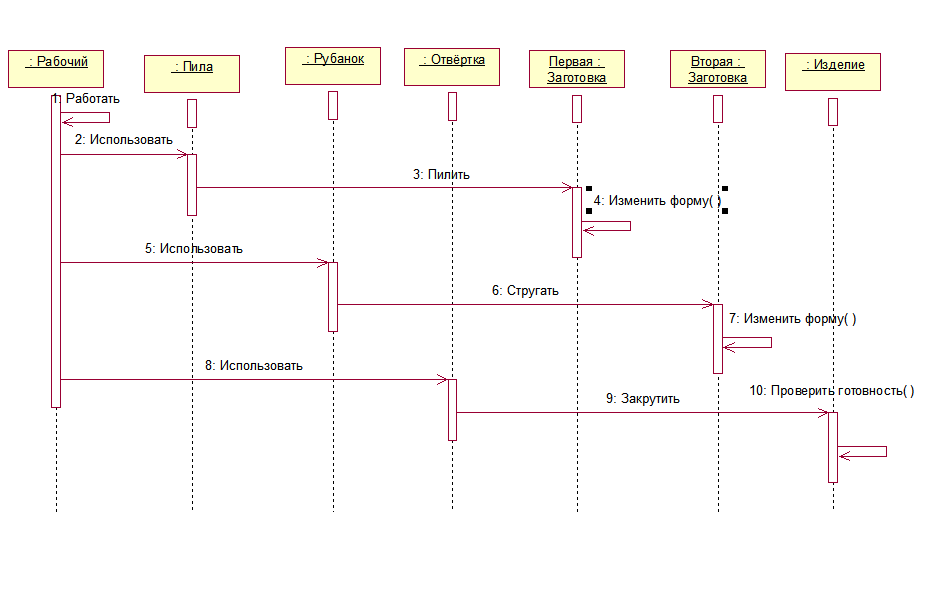 : Рабочий
: Пила
: Рубанок
: Отвёртка
Первая :
Заготовка
Вторая :
Заготовка
: Изделие
1: Работать
2: Использовать
3: Пилить
4: Изменить форму( )
5: Использовать
6: Стругать
7: Изменить форму( )
8: Использовать
9: Закрутить
10: Проверить готовность( )